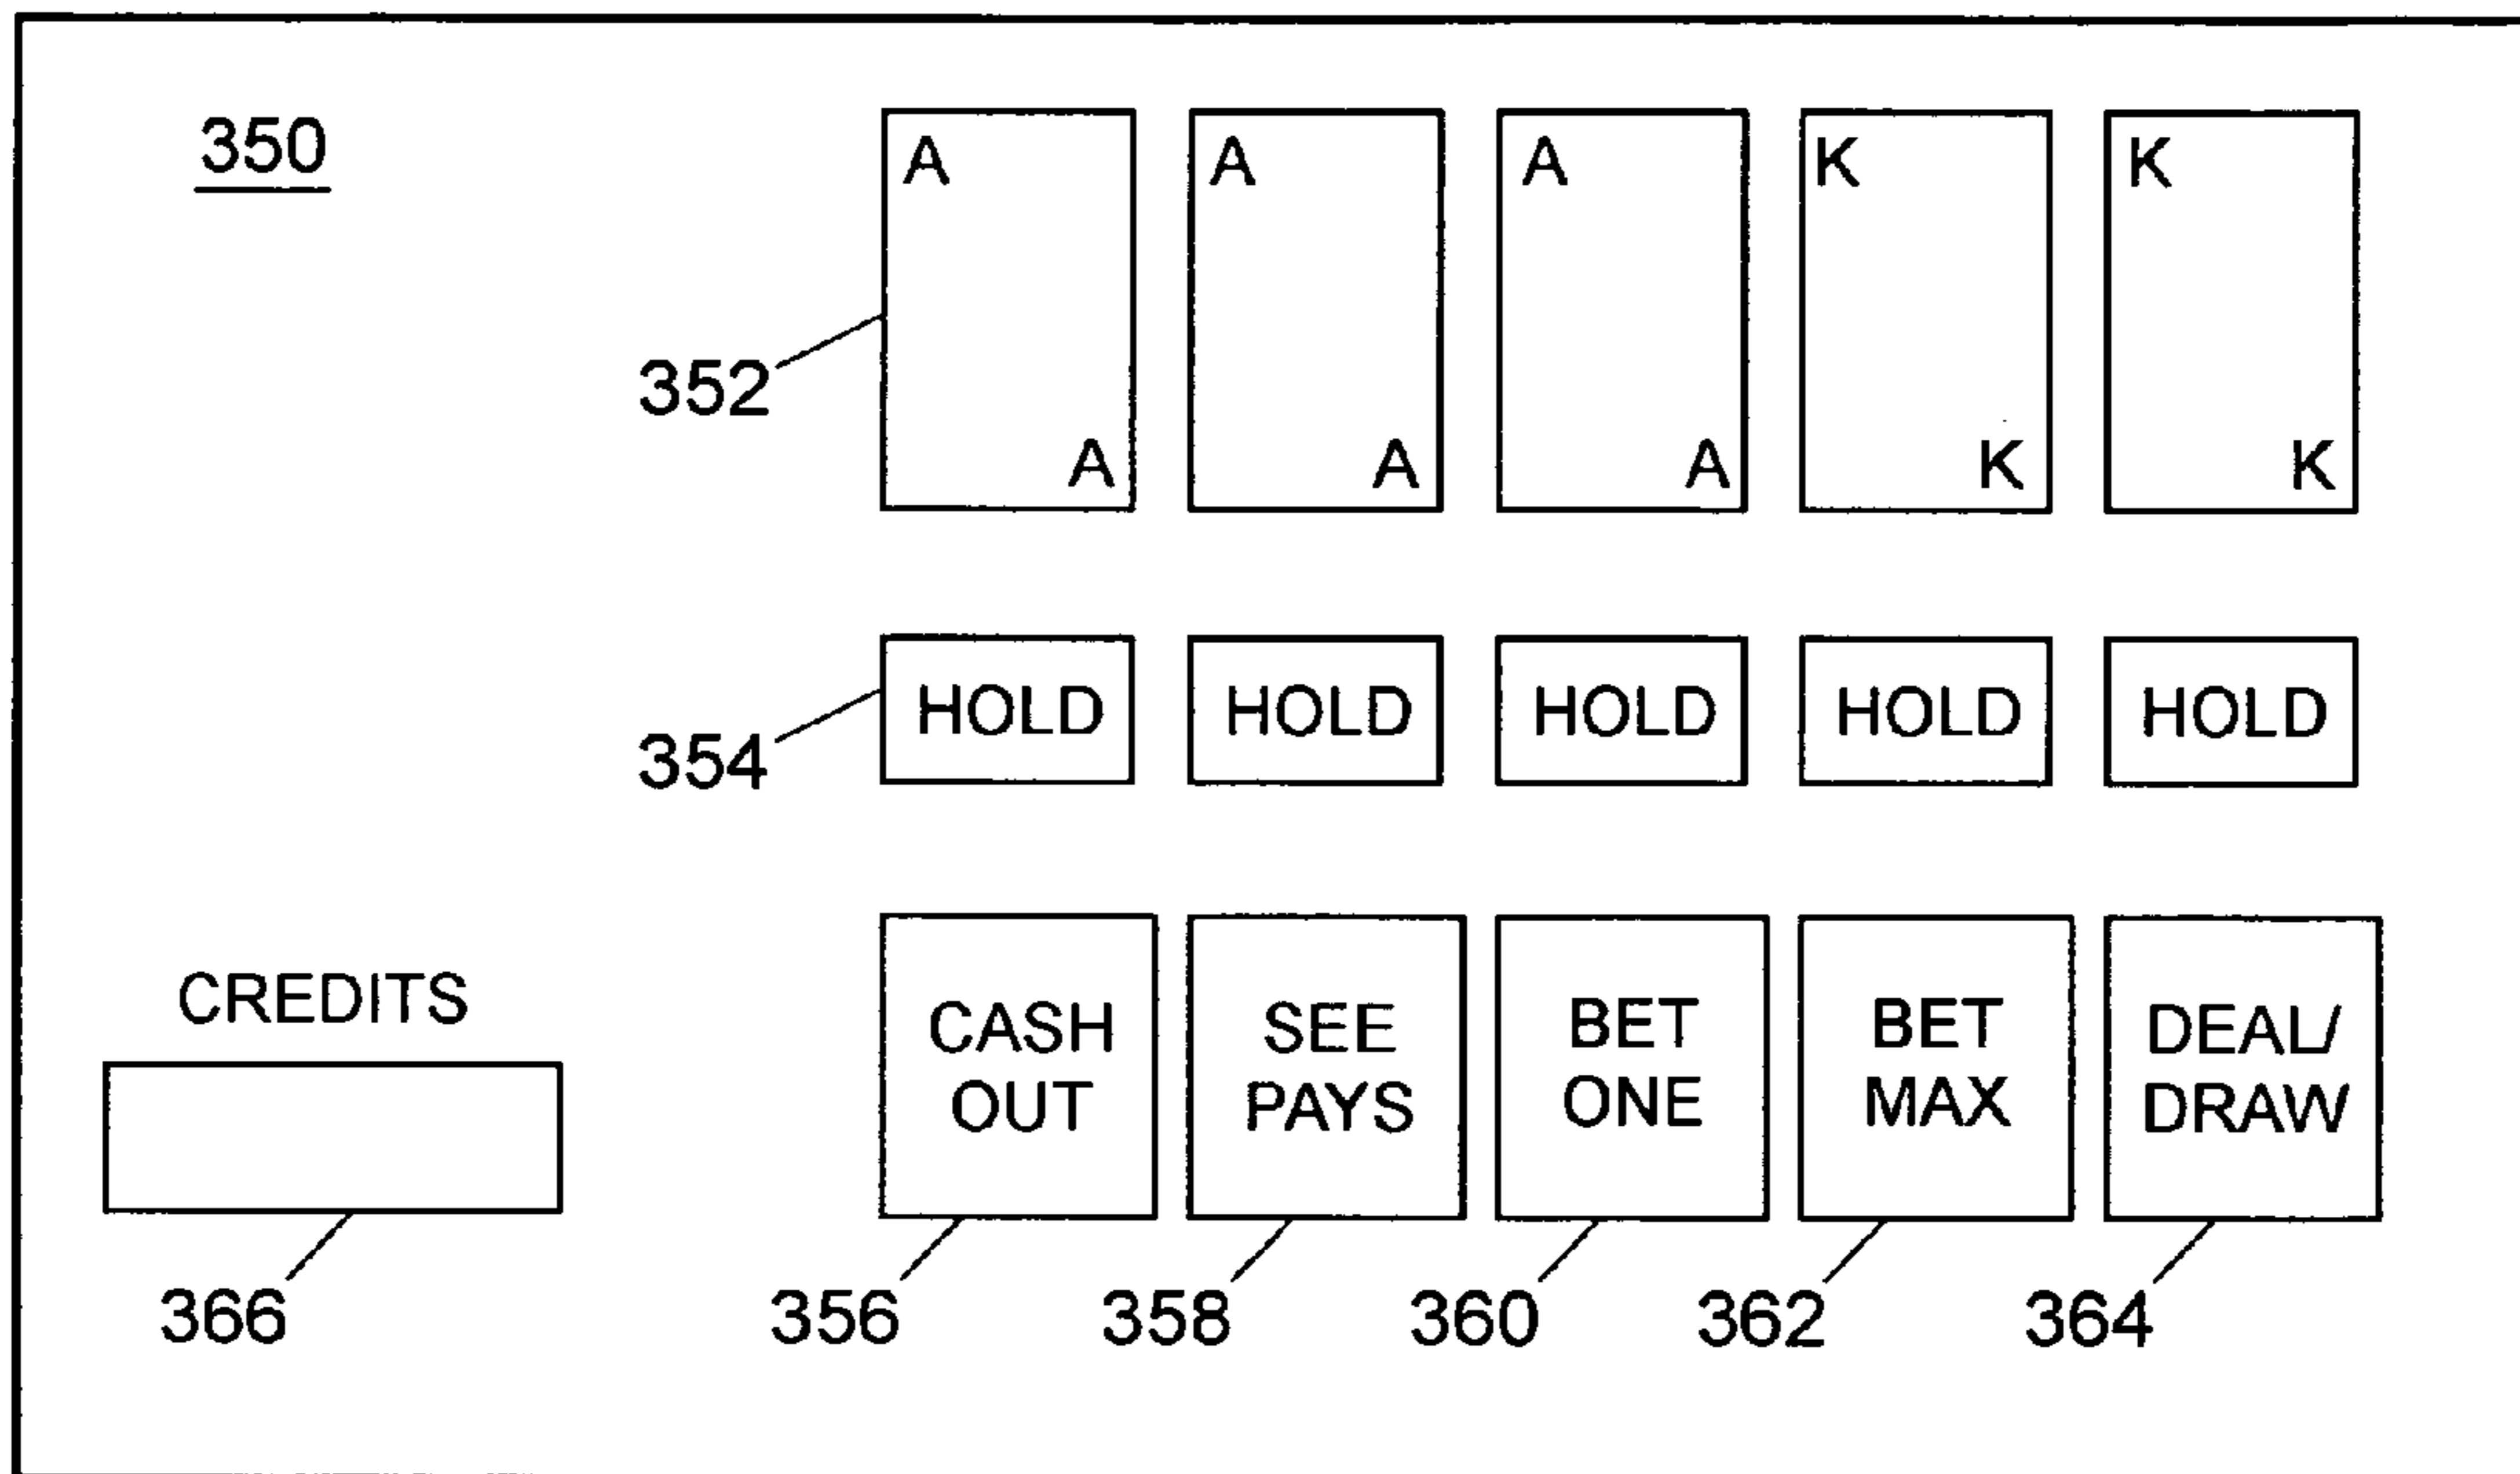 350
A A A K K
352
A A A K K
HOLD HOLD HOLD HOLD HOLD
354
CREDITS
CASH OUT
SEE PAYS
BET ONE
BET MAX
DEAL/ DRAW
366 356 358 360 362 364